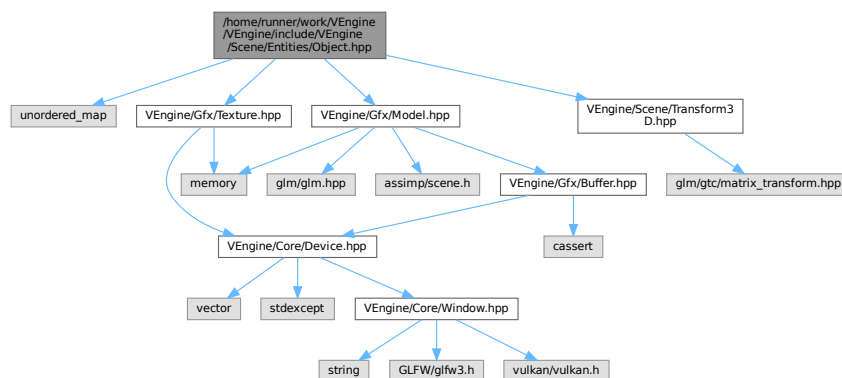 /home/runner/work/VEngine
/VEngine/include/VEngine
/Scene/Entities/Object.hpp
unordered_map
VEngine/Gfx/Texture.hpp
VEngine/Gfx/Model.hpp
VEngine/Scene/Transform3
D.hpp
memory
glm/glm.hpp
assimp/scene.h
VEngine/Gfx/Buffer.hpp
glm/gtc/matrix_transform.hpp
VEngine/Core/Device.hpp
cassert
vector
stdexcept
VEngine/Core/Window.hpp
string
GLFW/glfw3.h
vulkan/vulkan.h